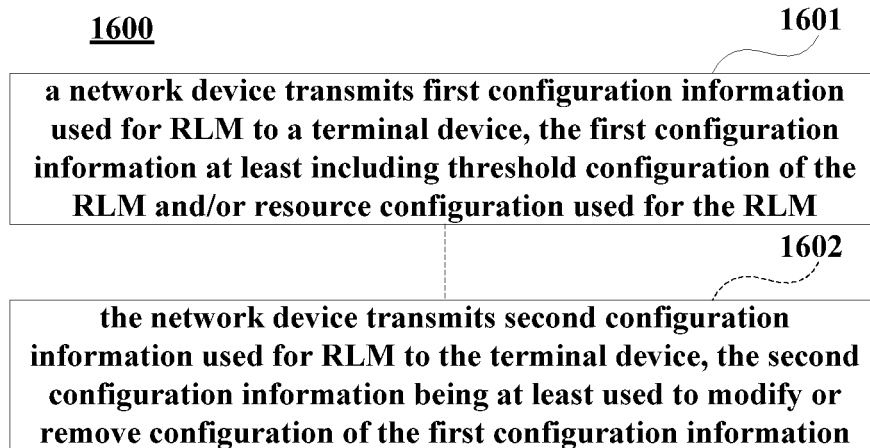 1600
1601
a network device transmits first configuration information
used for RLM to a terminal device, the first configuration
information at least including threshold configuration of the
RLM and/or resource configuration used for the RLM
1602
the network device transmits second configuration
information used for RLM to the terminal device, the second
configuration information being at least used to modify or
remove configuration of the first configuration information